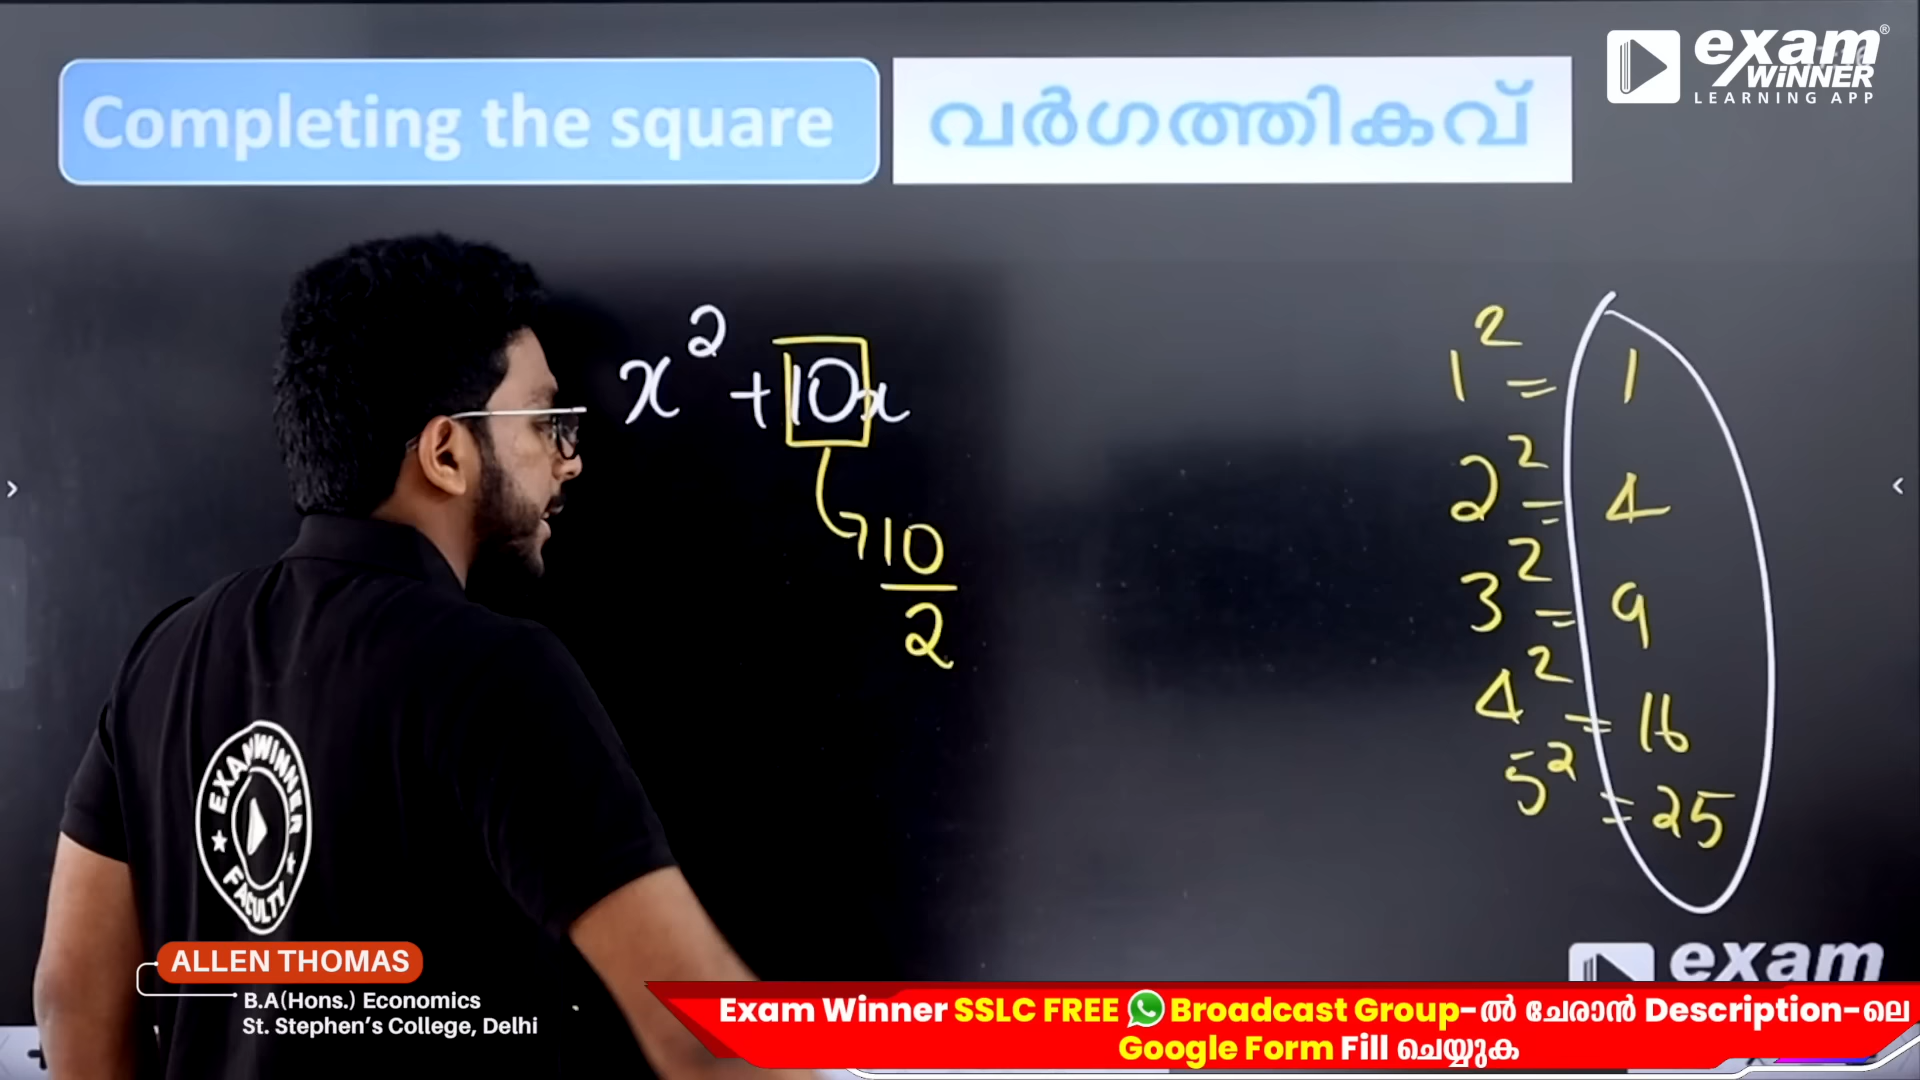 Completing the square
വർഗത്തികവ്
exam
WiNNER
LEARNING APP
x² + 10x
10
2
1² = 1
2² = 4
3² = 9
4² = 16
5² = 25
EXAMWINNER
FACULTY
ALLEN THOMAS
B.A(Hons.) Economics
St. Stephen's College, Delhi
exam
Exam Winner SSLC FREE Broadcast Group-ൽ ചേരാൻ Description-ലെ
Google Form Fill ചെയ്യുക